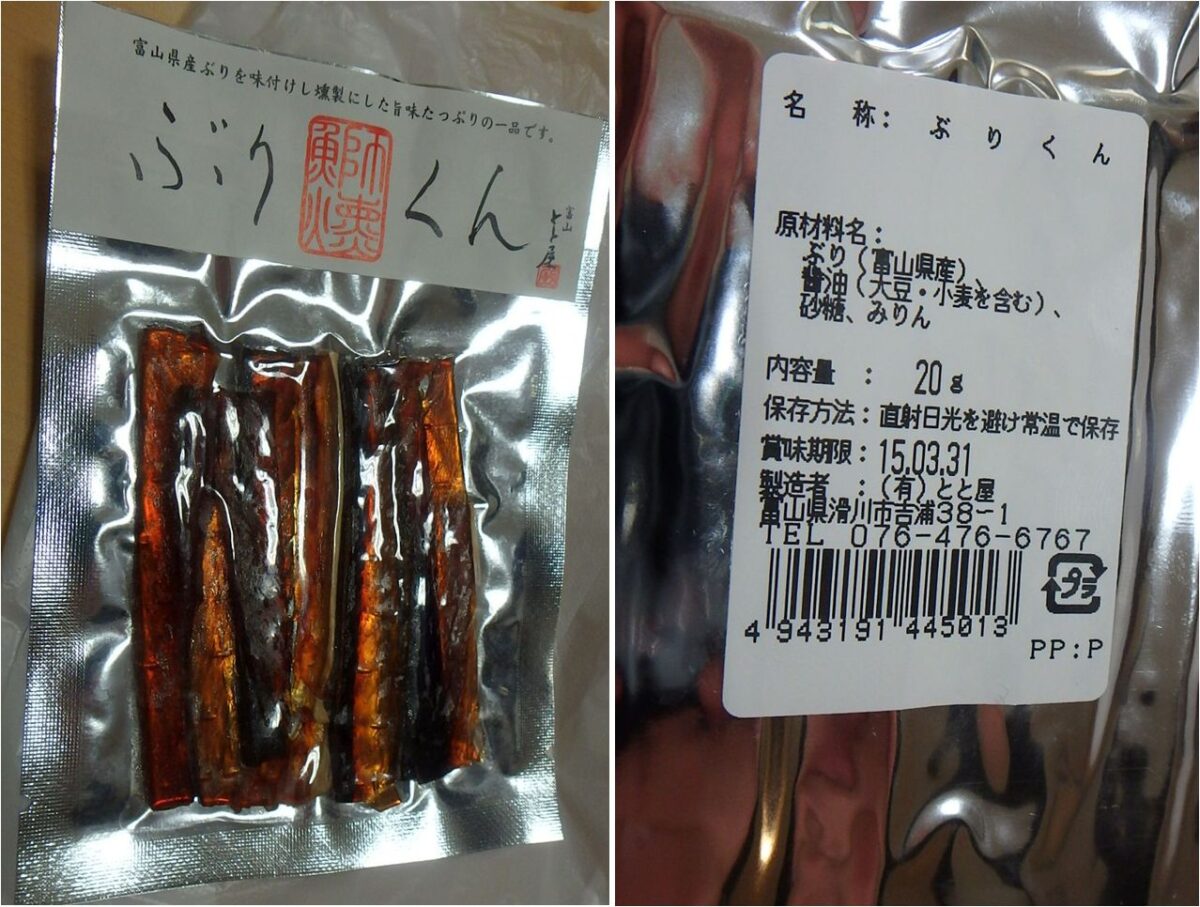 富山県産ぶりを味付けし燻製にした旨味たっぷりの一品です。
ぶりくん
富山
とと屋
名 称: ぶりくん
原材料名:
ぶり(富山県産)
醤油(大豆・小麦を含む)、
砂糖、みりん
内容量 : 20g
保存方法:直射日光を避け常温で保存
賞味期限:15.03.31
製造者 :(有)とと屋
富山県滑川市吉浦38-1
TEL 076-476-6767
4 943191 445013
プラ
PP:P